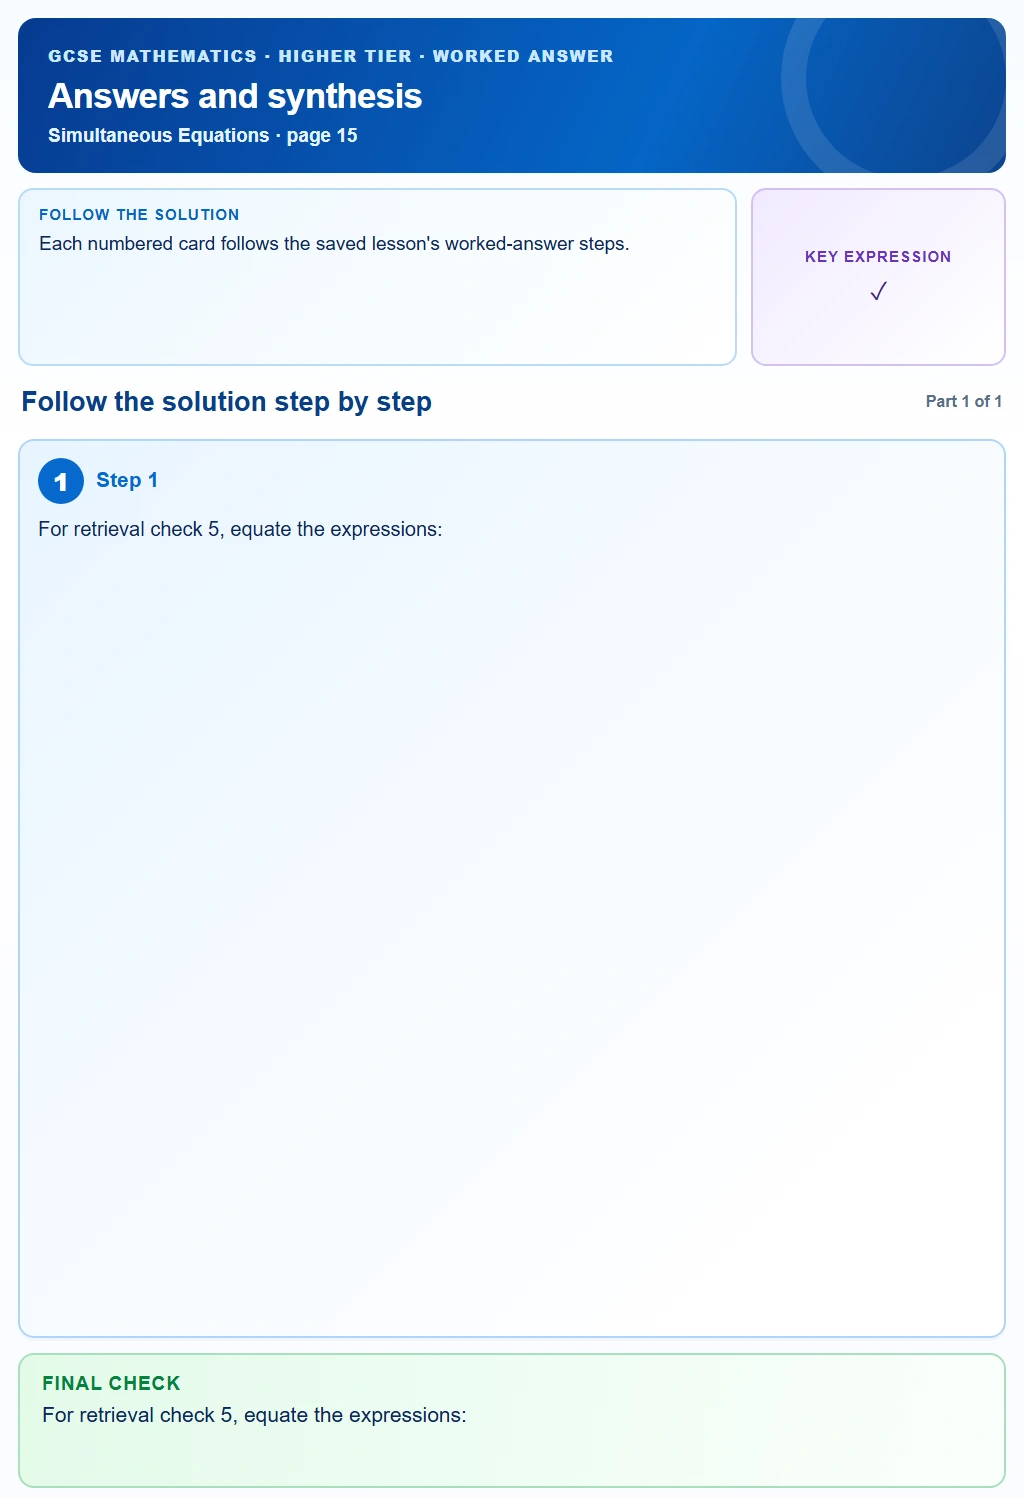 GCSE MATHEMATICS · HIGHER TIER · WORKED ANSWER
Answers and synthesis
Simultaneous Equations · page 15
FOLLOW THE SOLUTION
Each numbered card follows the saved lesson's worked-answer steps.
KEY EXPRESSION
✓
Follow the solution step by step
Part 1 of 1
1 Step 1
For retrieval check 5, equate the expressions:
FINAL CHECK
For retrieval check 5, equate the expressions: